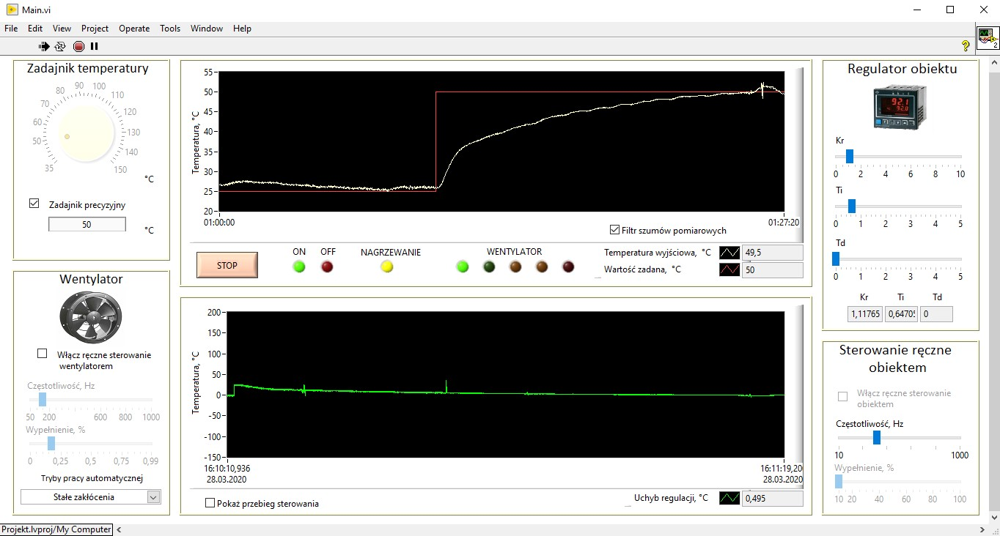 Main.vi
File Edit View Project Operate Tools Window Help
2
Zadajnik temperatury
35 50 60 70 80 90 100 110 120 130 140 150
°C
Zadajnik precyzyjny
50
°C
Wentylator
Włącz ręczne sterowanie
wentylatorem
Częstotliwość, Hz
50 200 600 800 1000
Wypełnienie, %
0 0,25 0,5 0,75 0,99
Tryby pracy automatycznej
Stałe zakłócenia
Temperatura, °C
55
50
45
40
35
30
25
20
01:00:00 01:27:20
Filtr szumów pomiarowych
STOP
ON OFF NAGRZEWANIE WENTYLATOR
Temperatura wyjściowa, °C 49,5
Wartość zadana, °C 50
Temperatura, °C
200
150
100
50
0
-50
-100
-150
16:10:10,936 16:11:19,20
28.03.2020 28.03.2020
Pokaż przebieg sterowania
Uchyb regulacji, °C 0,495
Regulator obiektu
92.1
92.0
Kr
0 2 4 6 8 10
Ti
0 1 2 3 4 5
Td
0 1 2 3 4 5
Kr Ti Td
1,11765 0,6470 0
Sterowanie ręczne
obiektem
Włącz ręczne sterowanie
obiektem
Częstotliwość, Hz
10 1000
Wypełnienie, %
10 20 40 60 80 100
Projekt.lvproj/My Computer